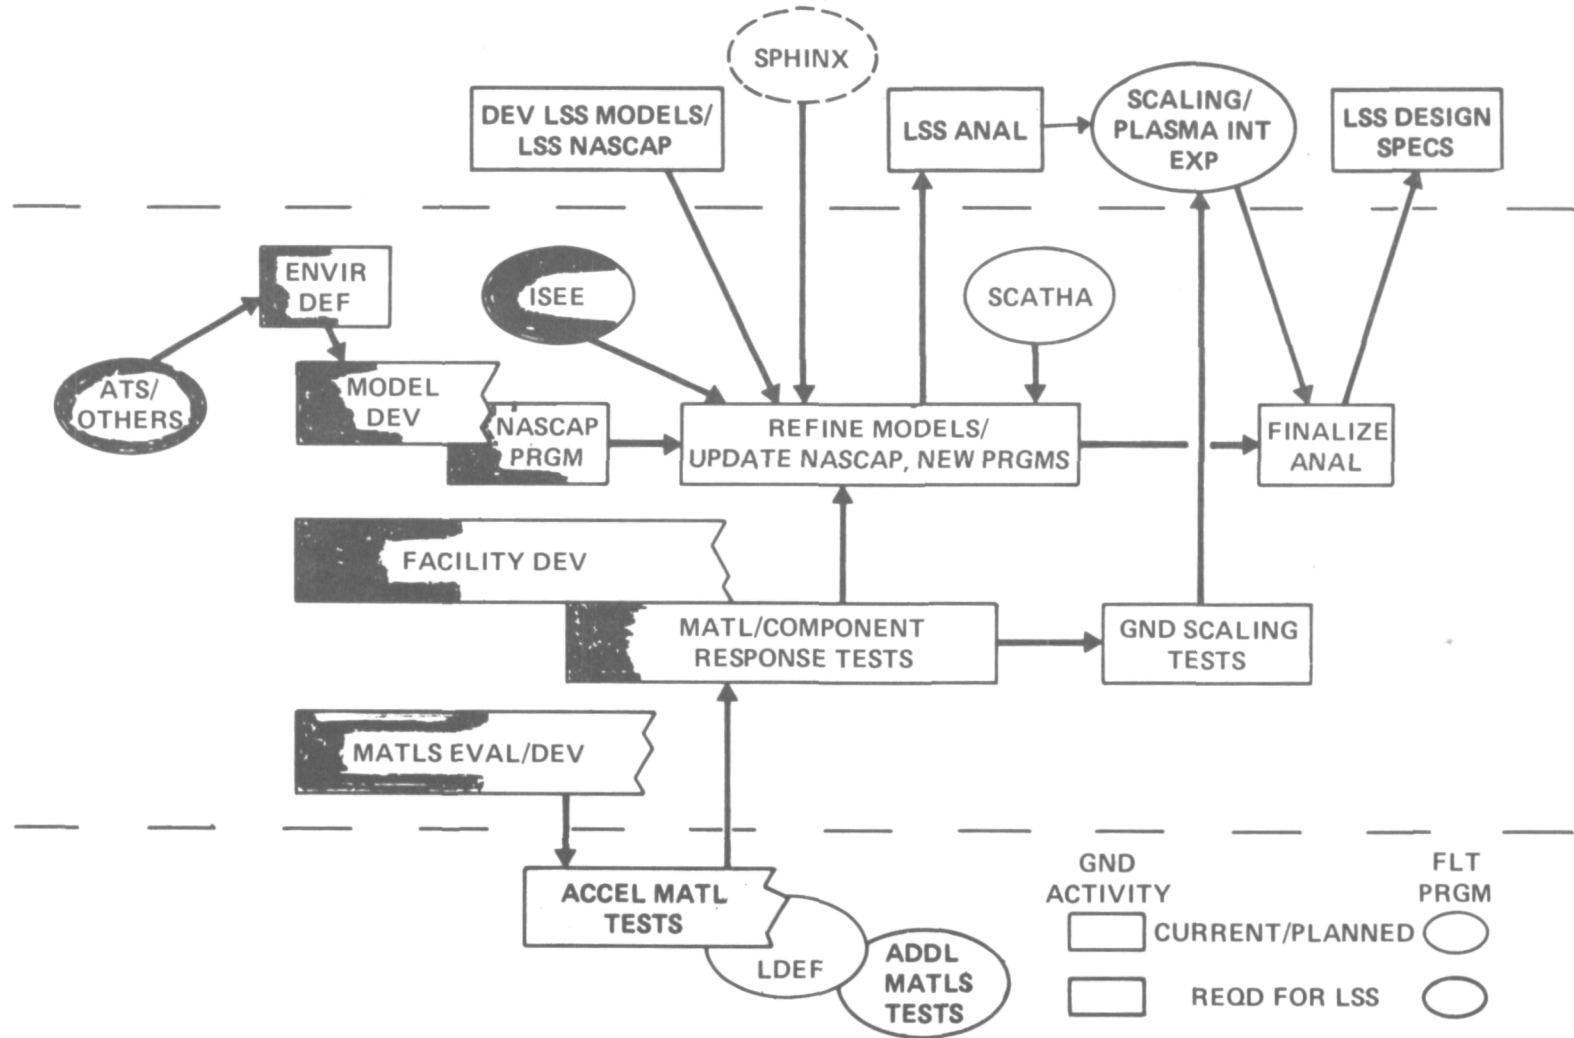 SPHINX
DEV LSS MODELS/
LSS NASCAP
LSS ANAL
SCALING/
PLASMA INT
EXP
LSS DESIGN
SPECS
ENVIR
DEF
ISEE
SCATHA
ATS/
OTHERS
MODEL
DEV
NASCAP
PRGM
REFINE MODELS/
UPDATE NASCAP, NEW PRGMS
FINALIZE
ANAL
FACILITY DEV
MATL/COMPONENT
RESPONSE TESTS
GND SCALING
TESTS
MATLS EVAL/DEV
ACCEL MATL
TESTS
LDEF
ADDL
MATLS
TESTS
GND
ACTIVITY
FLT
PRGM
CURRENT/PLANNED
REQD FOR LSS